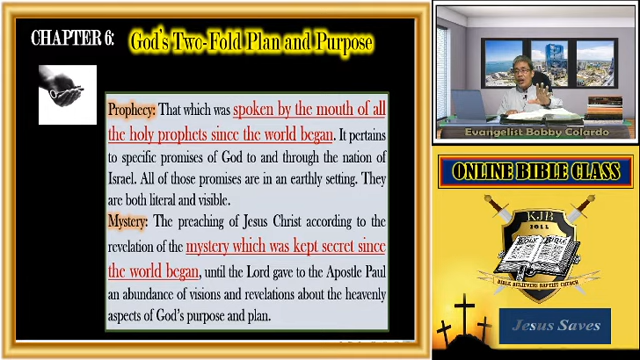 CHAPTER 6: God's Two-Fold Plan and Purpose
Prophecy: That which was spoken by the mouth of all
the holy prophets since the world began. It pertains
to specific promises of God to and through the nation of
Israel. All of those promises are in an earthly setting. They
are both literal and visible.
Mystery: The preaching of Jesus Christ according to the
revelation of the mystery which was kept secret since
the world began, until the Lord gave to the Apostle Paul
an abundance of visions and revelations about the heavenly
aspects of God's purpose and plan.
Evangelist Bobby Colardo
ONLINE BIBLE CLASS
KJB
1611
HOLY BIBLE
BIBLE BELIEVERS BAPTIST CHURCH
Jesus Saves